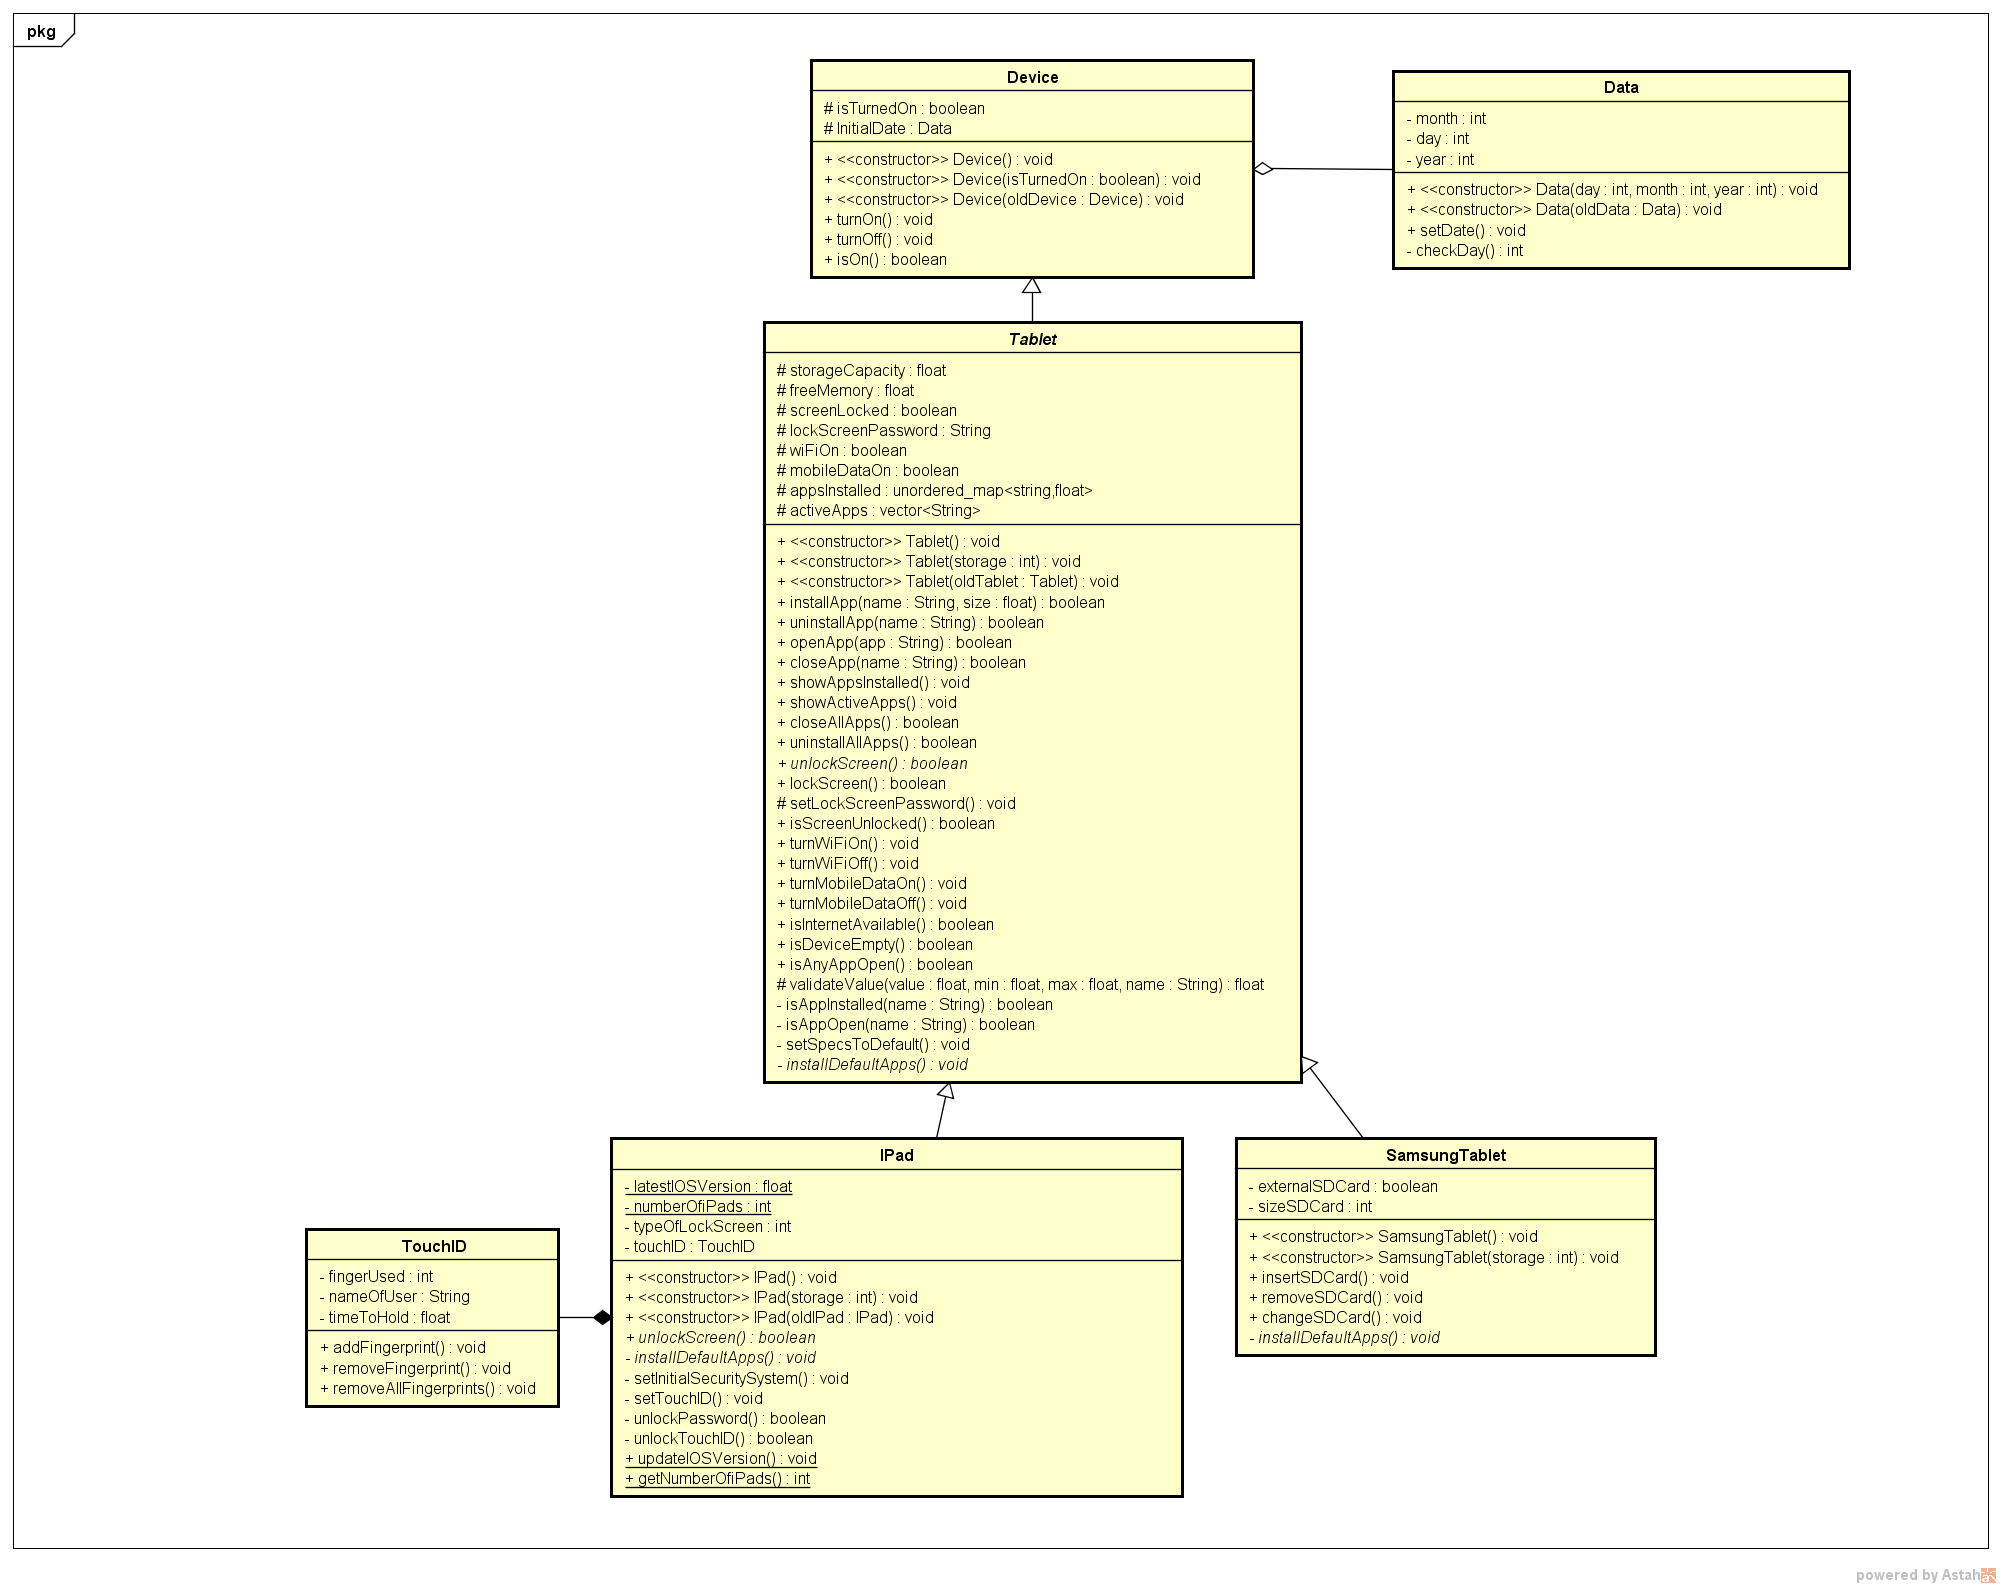 pkg
Device
# isTurnedOn : boolean
# InitialDate : Data
+ <<constructor>> Device() : void
+ <<constructor>> Device(isTurnedOn : boolean) : void
+ <<constructor>> Device(oldDevice : Device) : void
+ turnOn() : void
+ turnOff() : void
+ isOn() : boolean
Data
- month : int
- day : int
- year : int
+ <<constructor>> Data(day : int, month : int, year : int) : void
+ <<constructor>> Data(oldData : Data) : void
+ setDate() : void
- checkDay() : int
Tablet
# storageCapacity : float
# freeMemory : float
# screenLocked : boolean
# lockScreenPassword : String
# wiFiOn : boolean
# mobileDataOn : boolean
# appsInstalled : unordered_map<string,float>
# activeApps : vector<String>
+ <<constructor>> Tablet() : void
+ <<constructor>> Tablet(storage : int) : void
+ <<constructor>> Tablet(oldTablet : Tablet) : void
+ installApp(name : String, size : float) : boolean
+ uninstallApp(name : String) : boolean
+ openApp(app : String) : boolean
+ closeApp(name : String) : boolean
+ showAppsInstalled() : void
+ showActiveApps() : void
+ closeAllApps() : boolean
+ uninstallAllApps() : boolean
+ unlockScreen() : boolean
+ lockScreen() : boolean
# setLockScreenPassword() : void
+ isScreenUnlocked() : boolean
+ turnWiFiOn() : void
+ turnWiFiOff() : void
+ turnMobileDataOn() : void
+ turnMobileDataOff() : void
+ isInternetAvailable() : boolean
+ isDeviceEmpty() : boolean
+ isAnyAppOpen() : boolean
# validateValue(value : float, min : float, max : float, name : String) : float
- isAppInstalled(name : String) : boolean
- isAppOpen(name : String) : boolean
- setSpecsToDefault() : void
- installDefaultApps() : void
TouchID
- fingerUsed : int
- nameOfUser : String
- timeToHold : float
+ addFingerprint() : void
+ removeFingerprint() : void
+ removeAllFingerprints() : void
IPad
- latestIOSVersion : float
- numberOfiPads : int
- typeOfLockScreen : int
- touchID : TouchID
+ <<constructor>> IPad() : void
+ <<constructor>> IPad(storage : int) : void
+ <<constructor>> IPad(oldIPad : IPad) : void
+ unlockScreen() : boolean
- installDefaultApps() : void
- setInitialSecuritySystem() : void
- setTouchID() : void
- unlockPassword() : boolean
- unlockTouchID() : boolean
+ updateIOSVersion() : void
+ getNumberOfiPads() : int
SamsungTablet
- externalSDCard : boolean
- sizeSDCard : int
+ <<constructor>> SamsungTablet() : void
+ <<constructor>> SamsungTablet(storage : int) : void
+ insertSDCard() : void
+ removeSDCard() : void
+ changeSDCard() : void
- installDefaultApps() : void
powered by Astah